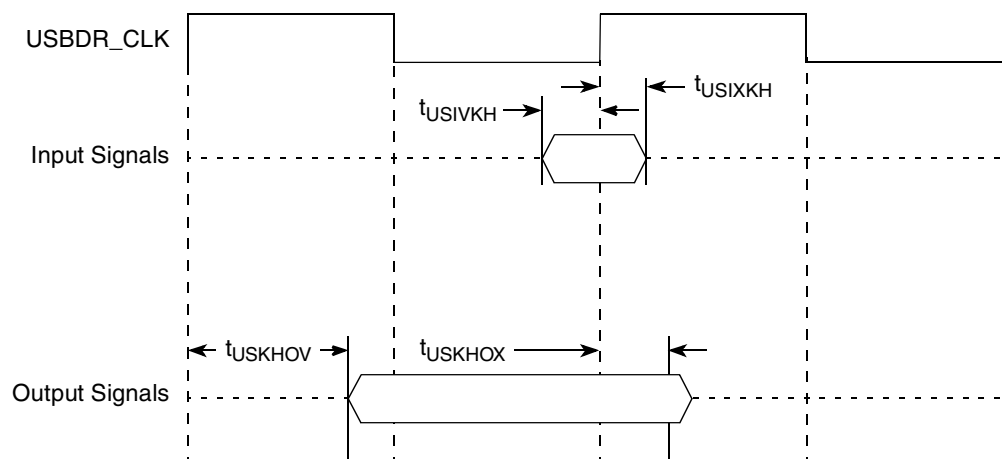 USBDR_CLK
tUSIXKH
tUSIVKH
Input Signals
tUSKHOV
tUSKHOX
Output Signals